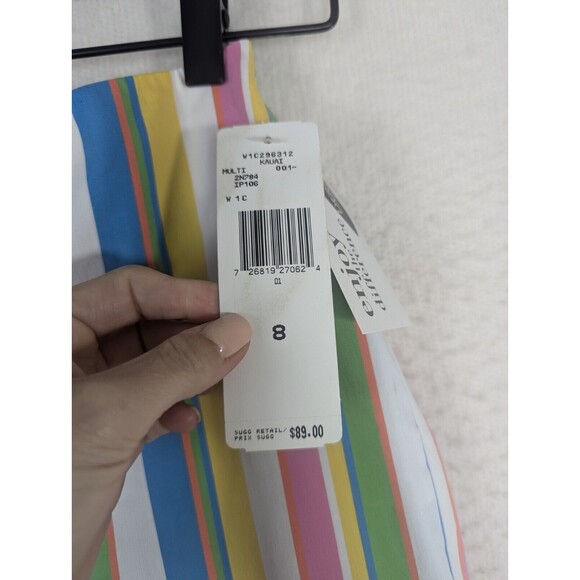 W1C296312
KAUAI
MULTI 001-
2N704
IP106
W 1C
7 26819 27062 4
01
8
SUGG RETAIL/
PRIX SUGG $89.00
enjoy